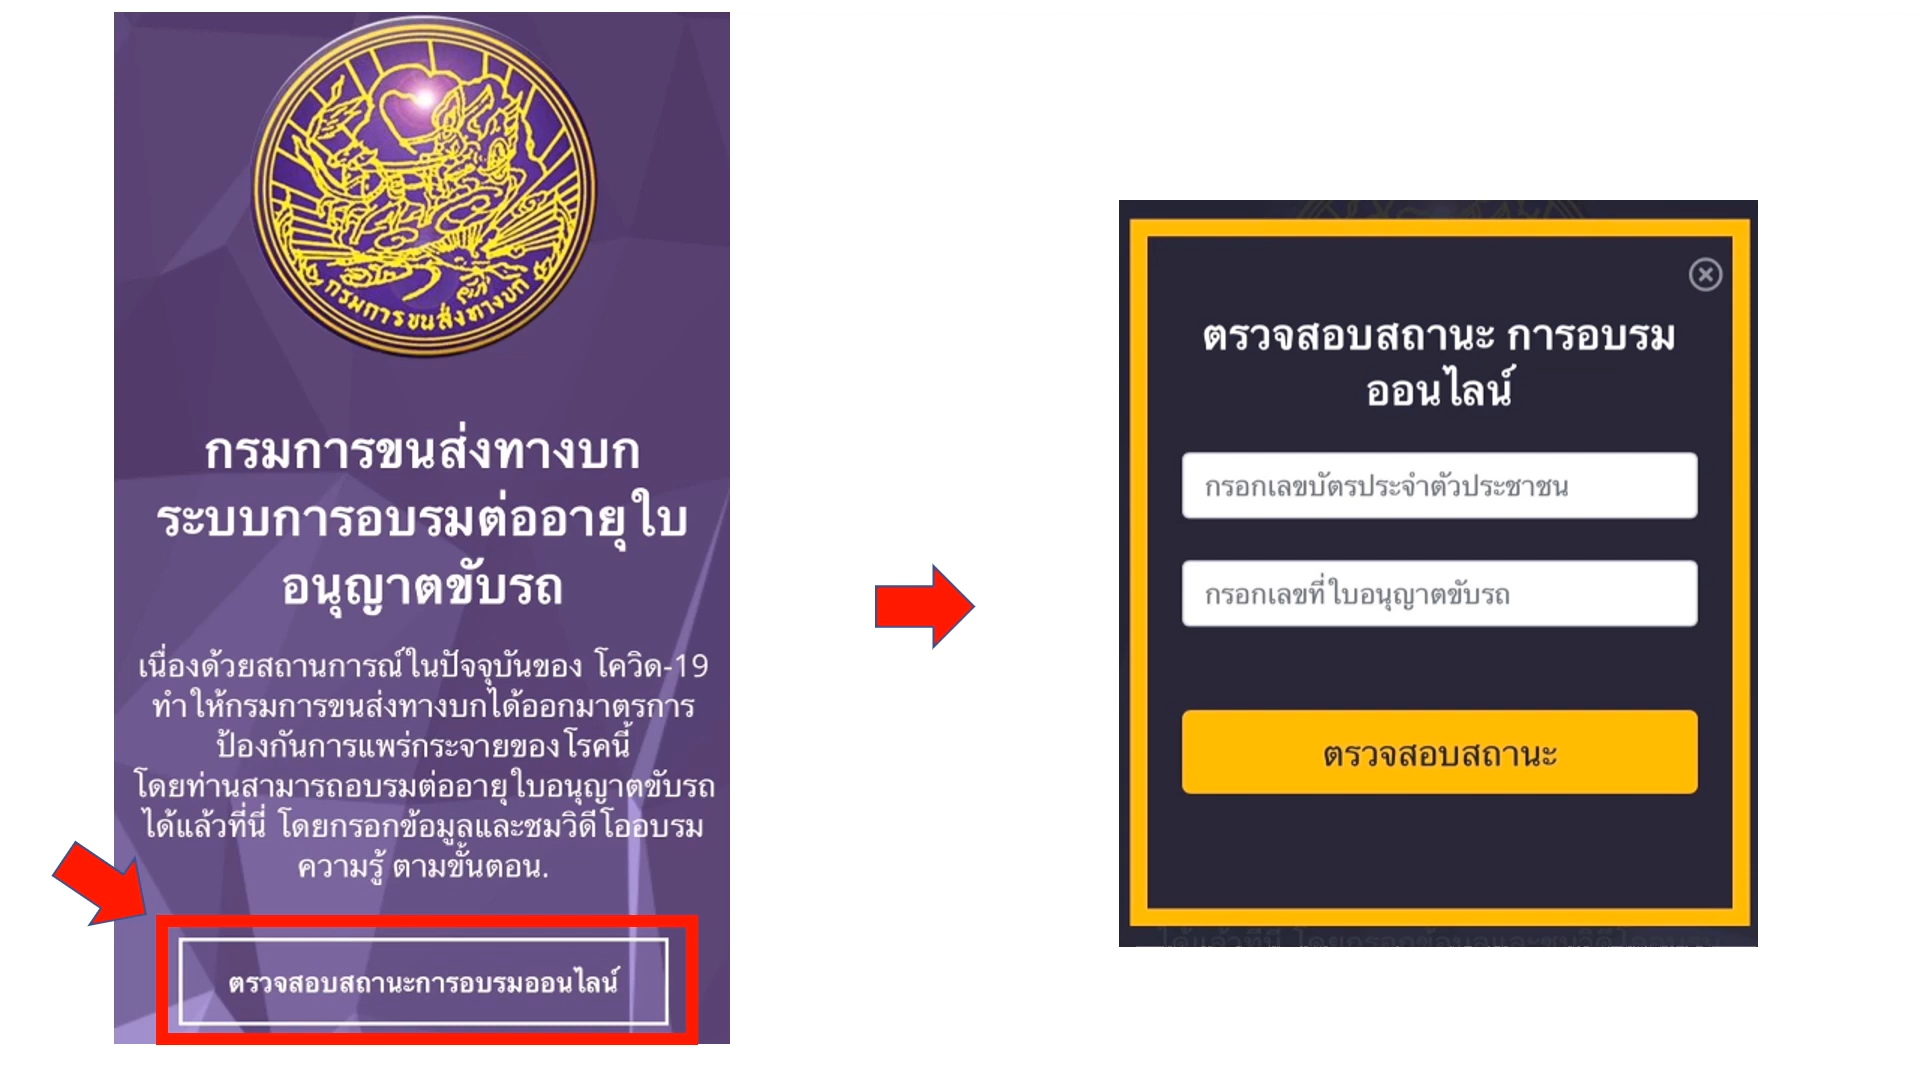 กรมการขนส่งทางบก
กรมการขนส่งทางบก
ระบบการอบรมต่ออายุใบ
อนุญาตขับรถ
เนื่องด้วยสถานการณ์ในปัจจุบันของ โควิด-19
ทำให้กรมการขนส่งทางบกได้ออกมาตรการ
ป้องกันการแพร่กระจายของโรคนี้
โดยท่านสามารถอบรมต่ออายุใบอนุญาตขับรถ
ได้แล้วที่นี่ โดยกรอกข้อมูลและชมวิดีโออบรม
ความรู้ ตามขั้นตอน.
ตรวจสอบสถานะการอบรมออนไลน์
ตรวจสอบสถานะ การอบรม
ออนไลน์
กรอกเลขบัตรประจำตัวประชาชน
กรอกเลขที่ใบอนุญาตขับรถ
ตรวจสอบสถานะ